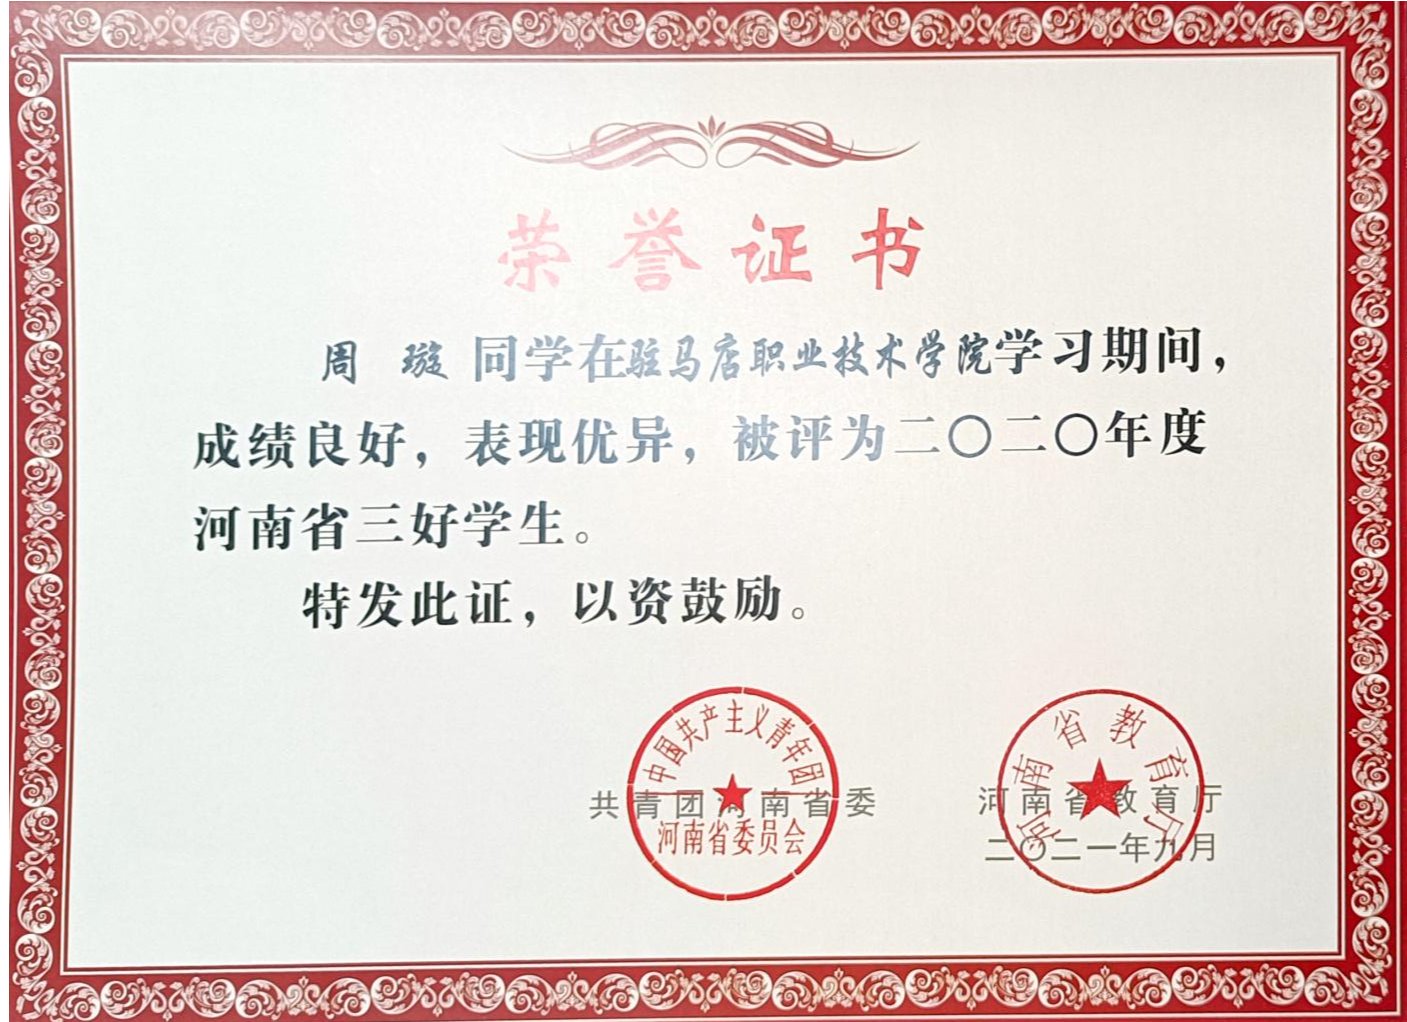 荣誉证书
周 璇 同学在驻马店职业技术学院学习期间，
成绩良好，表现优异，被评为二〇二〇年度
河南省三好学生。
特发此证，以资鼓励。
中国共产主义青年团
河南省委员会
共青团河南省委
河南省教育厅
河南省教育厅
二〇二一年九月